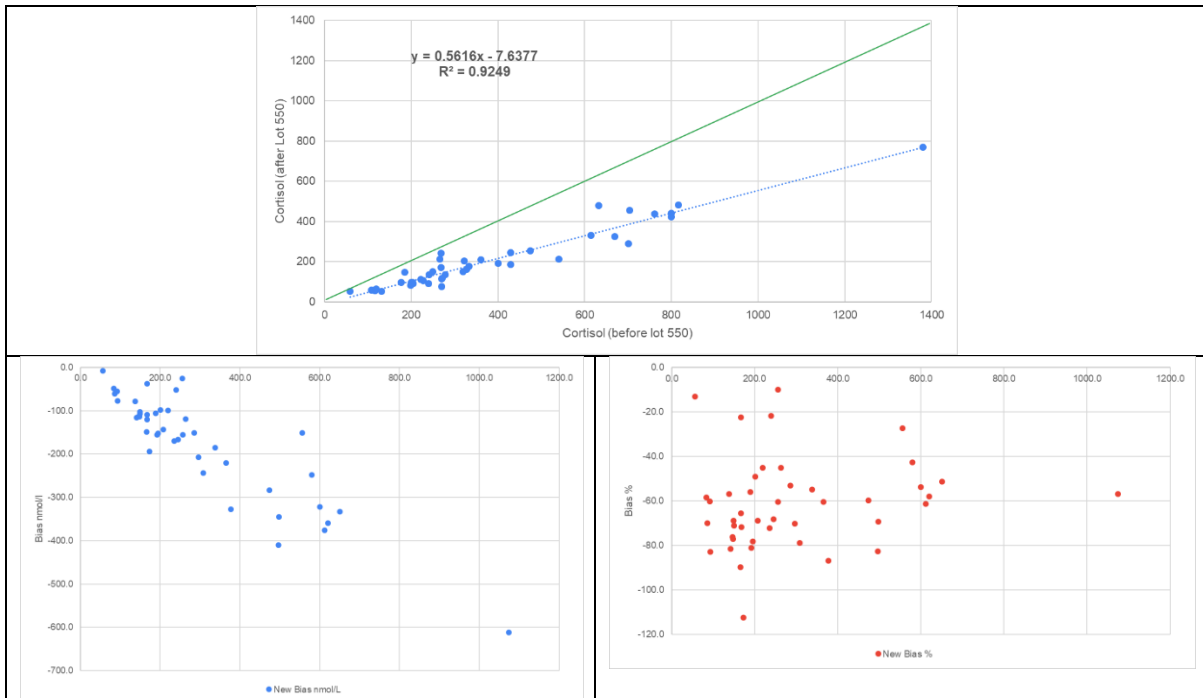 1400
1200
1000
800
600
400
200
0
y = 0.5616x - 7.6377
R² = 0.9249
Cortisol (after Lot 550)
0 200 400 600 800 1000 1200 1400
Cortisol (before lot 550)
0.0 200.0 400.0 600.0 800.0 1000.0 1200.0
0.0
-100.0
-200.0
-300.0
-400.0
-500.0
-600.0
-700.0
Bias nmol/l
New Bias nmol/L
0.0 200.0 400.0 600.0 800.0 1000.0 1200.0
0.0
-20.0
-40.0
-60.0
-80.0
-100.0
-120.0
Bias %
New Bias %